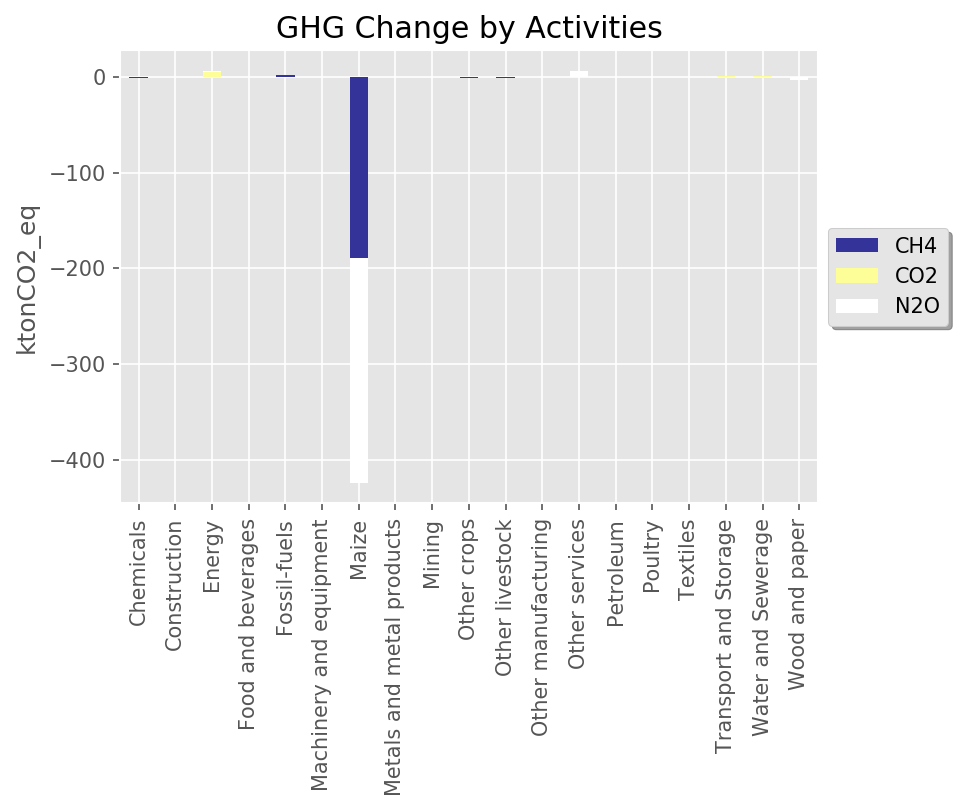 GHG Change by Activities
ktonCO2_eq
0
−100
−200
−300
−400
CH4
CO2
N2O
Chemicals
Construction
Energy
Food and beverages
Fossil-fuels
Machinery and equipment
Maize
Metals and metal products
Mining
Other crops
Other livestock
Other manufacturing
Other services
Petroleum
Poultry
Textiles
Transport and Storage
Water and Sewerage
Wood and paper